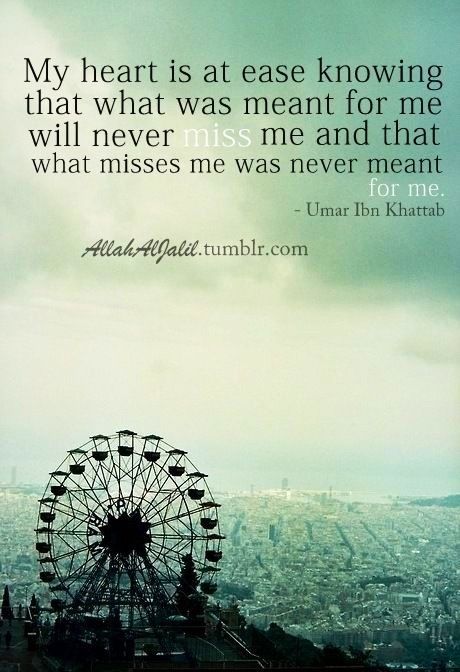 My heart is at ease knowing
that what was meant for me
will never miss me and that
what misses me was never meant
for me.
- Umar Ibn Khattab
AllahAlJalil.tumblr.com